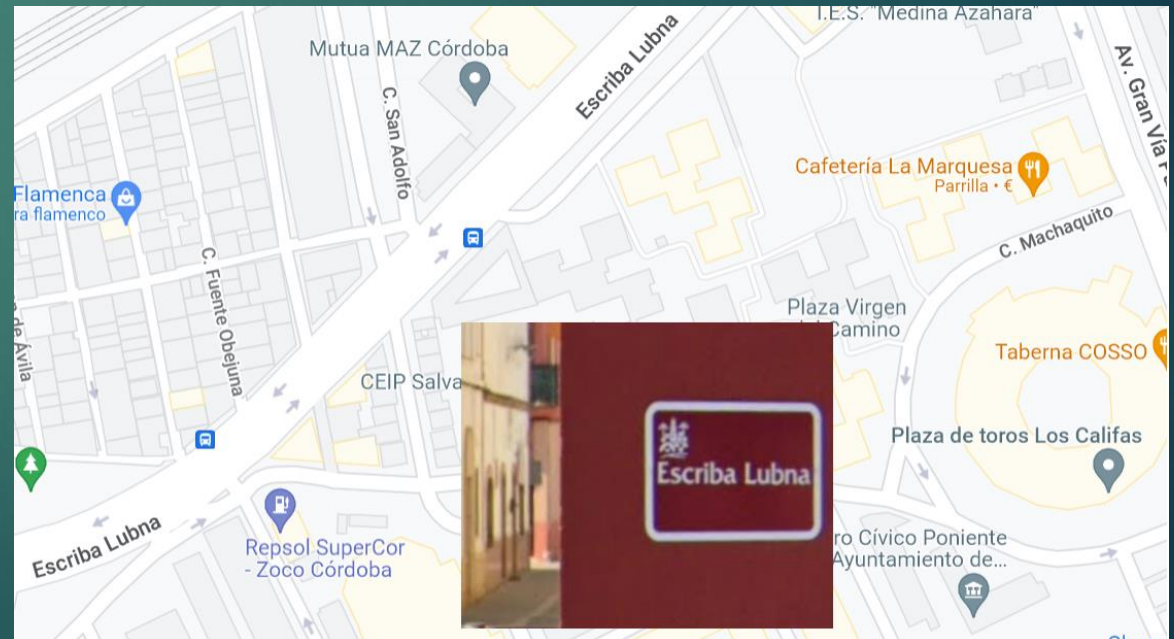 I.E.S. "Medina Azahara"
Mutua MAZ Córdoba
Escriba Lubna
Av. Gran Vía
C. San Adolfo
Cafetería La Marquesa
Parrilla • €
Flamenca
ra flamenco
C. Machaquito
C. Fuente Obejuna
Plaza Virgen
Camino
de Ávila
Taberna COSSO
CEIP Salva
Plaza de toros Los Califas
Escriba Lubna
Escriba Lubna
Repsol SuperCor
- Zoco Córdoba
ro Cívico Poniente
Ayuntamiento de...